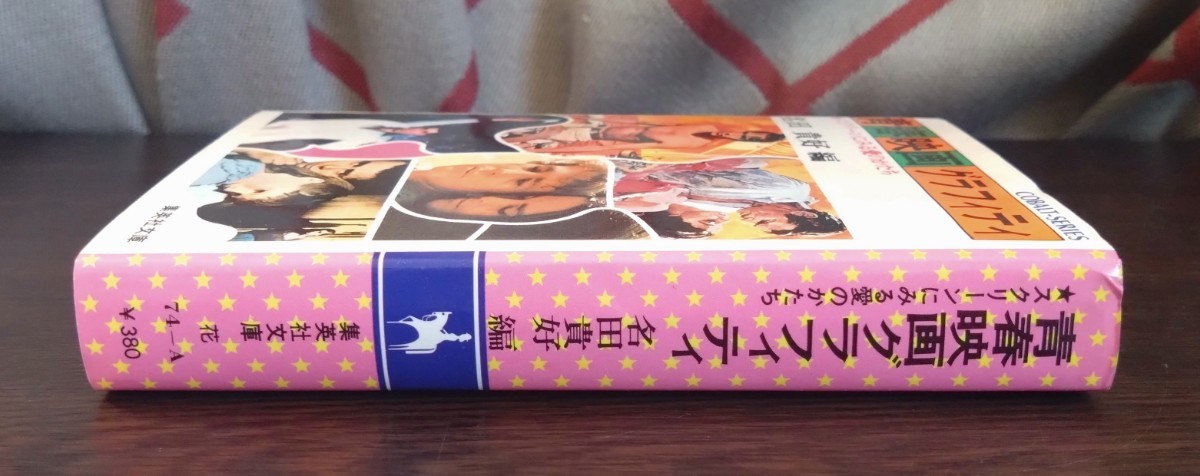 ★スクリーンにみる愛のかたち
青春映画グラフィティ
名田貴好編
集英社文庫 花
74-A
¥380
COBALT-SERIES
青春映画グラフィティ
貴好 編
集英社文庫